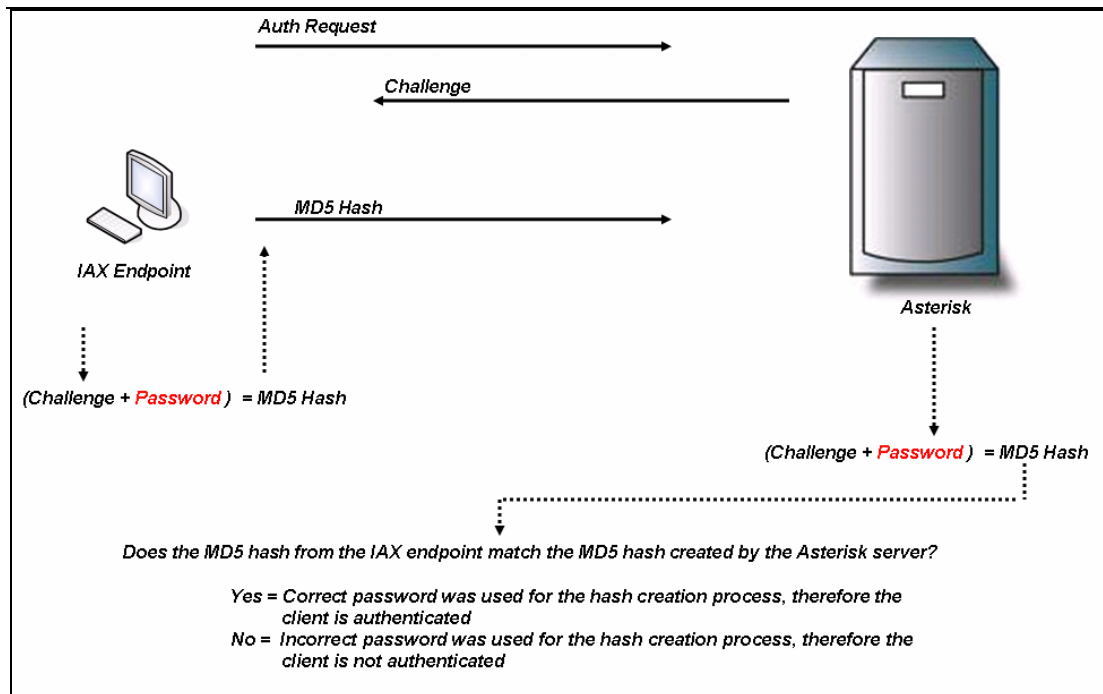 Auth Request
Challenge
MD5 Hash
IAX Endpoint
Asterisk
(Challenge + Password ) = MD5 Hash
(Challenge + Password ) = MD5 Hash
Does the MD5 hash from the IAX endpoint match the MD5 hash created by the Asterisk server?
Yes = Correct password was used for the hash creation process, therefore the
client is authenticated
No = Incorrect password was used for the hash creation process, therefore the
client is not authenticated